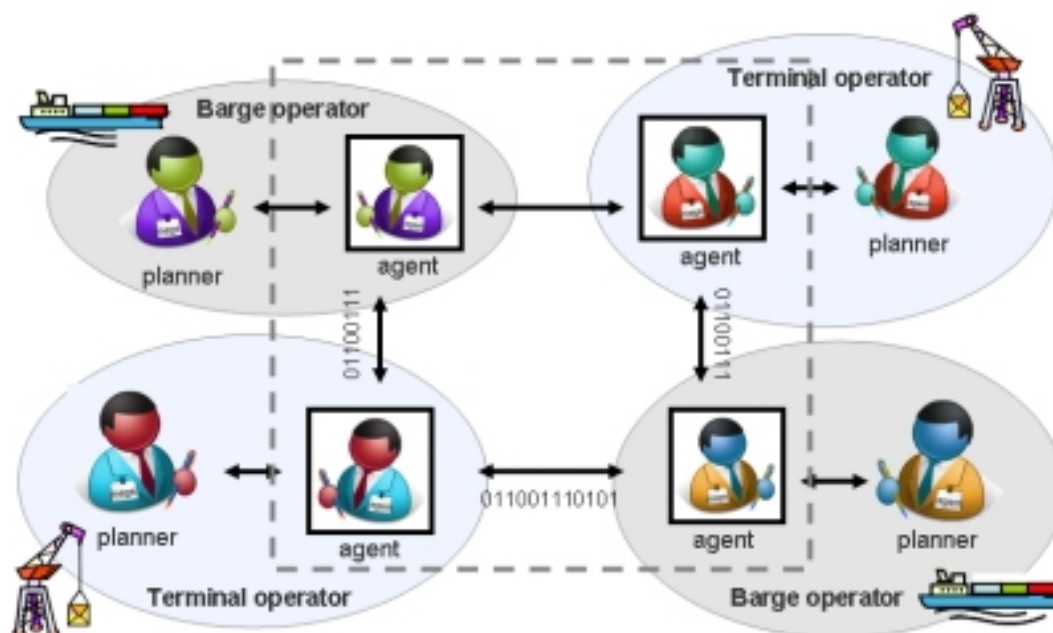 Terminal operator
Barge operator
agent
planner
agent
planner
01100111
01100111
planner
agent
011001110101
agent
planner
Terminal operator
Barge operator